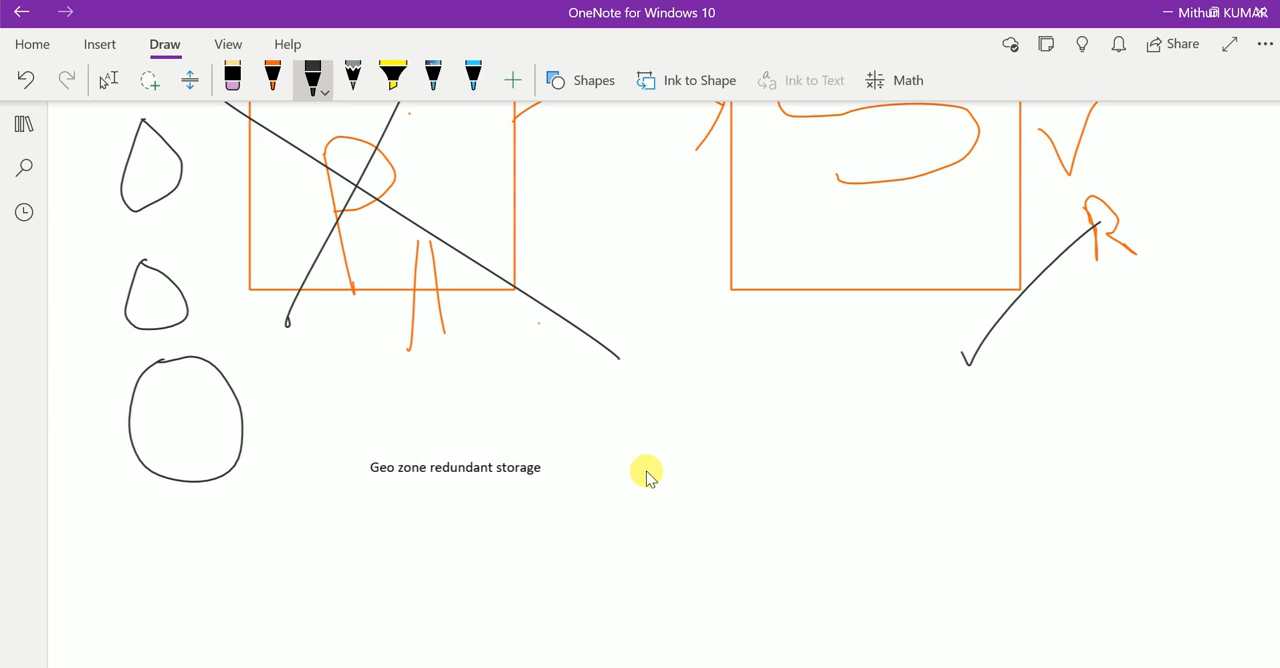 OneNote for Windows 10
Mithun KUMAR
Home Insert Draw View Help
Share
Shapes Ink to Shape Ink to Text Math
P
R
Geo zone redundant storage